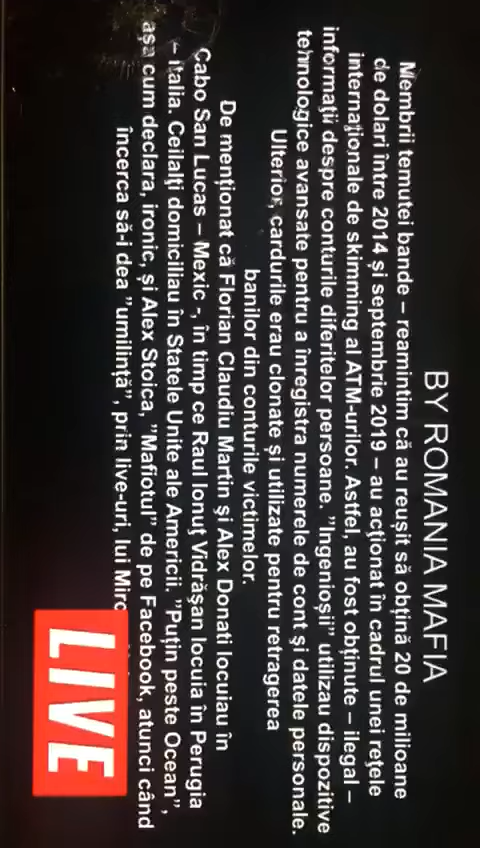 BY ROMANIA MAFIA
Membrii temutei bande – reamintim că au reușit să obțină 20 de milioane
de dolari între 2014 și septembrie 2019 – au acționat în cadrul unei rețele
internaționale de skimming al ATM-urilor. Astfel, au fost obținute – ilegal –
informații despre conturile diferitelor persoane. ”Ingenioșii” utilizau dispozitive
tehnologice avansate pentru a înregistra numerele de cont și datele personale.
Ulterior, cardurile erau clonate și utilizate pentru retragerea
banilor din conturile victimelor.
De menționat că Florian Claudiu Martin și Alex Donati locuiau în
Cabo San Lucas – Mexic -, în timp ce Raul Ionuț Vidrășan locuia în Perugia
– Italia. Ceilalți domiciliau în Statele Unite ale Americii. ”Puțin peste Ocean”,
așa cum declara, ironic, și Alex Stoica, ”Mafiotul” de pe Facebook, atunci când
încerca să-i dea ”umilință”, prin live-uri, lui
LIVE